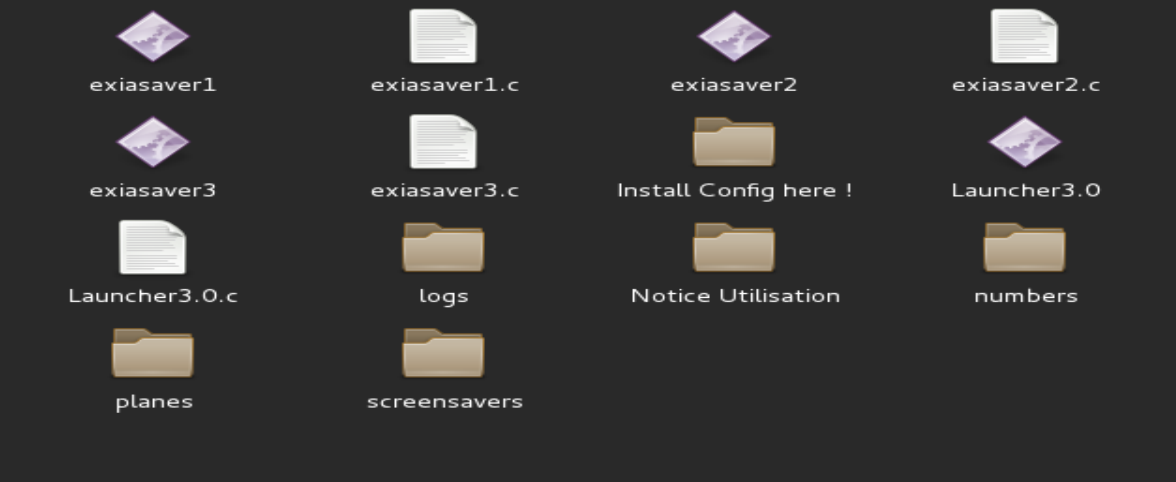 exiasaver1 exiasaver1.c exiasaver2 exiasaver2.c
exiasaver3 exiasaver3.c Install Config here ! Launcher3.0
Launcher3.0.c logs Notice Utilisation numbers
planes screensavers